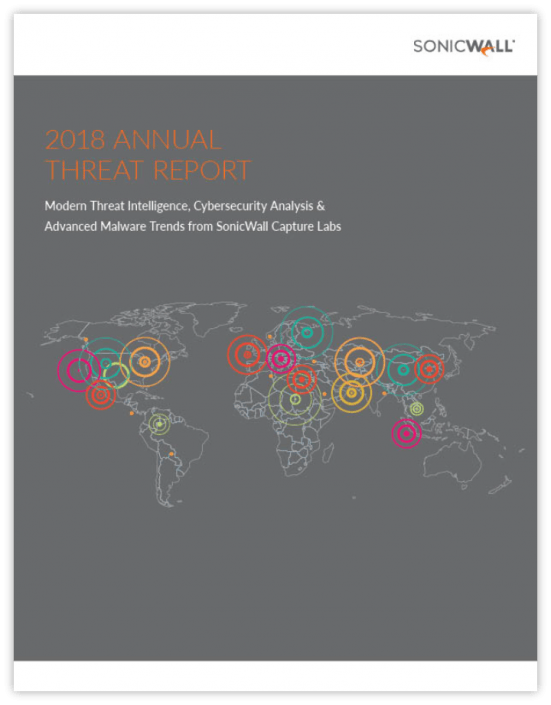 SONICWALL
2018 ANNUAL
THREAT REPORT
Modern Threat Intelligence, Cybersecurity Analysis &
Advanced Malware Trends from SonicWall Capture Labs